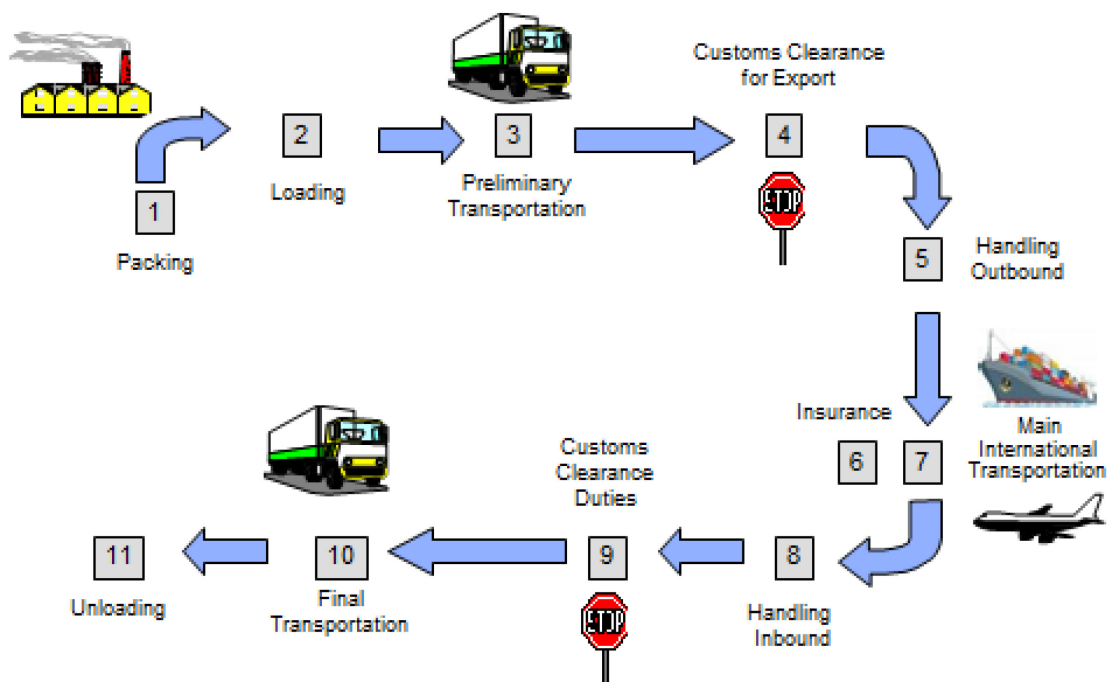 Customs Clearance
for Export
2
3
4
Loading
Preliminary
Transportation
STOP
1
Packing
5
Handling
Outbound
Insurance
6
7
Main
International
Transportation
Customs
Clearance
Duties
11
10
9
8
Unloading
Final
Transportation
STOP
Handling
Inbound